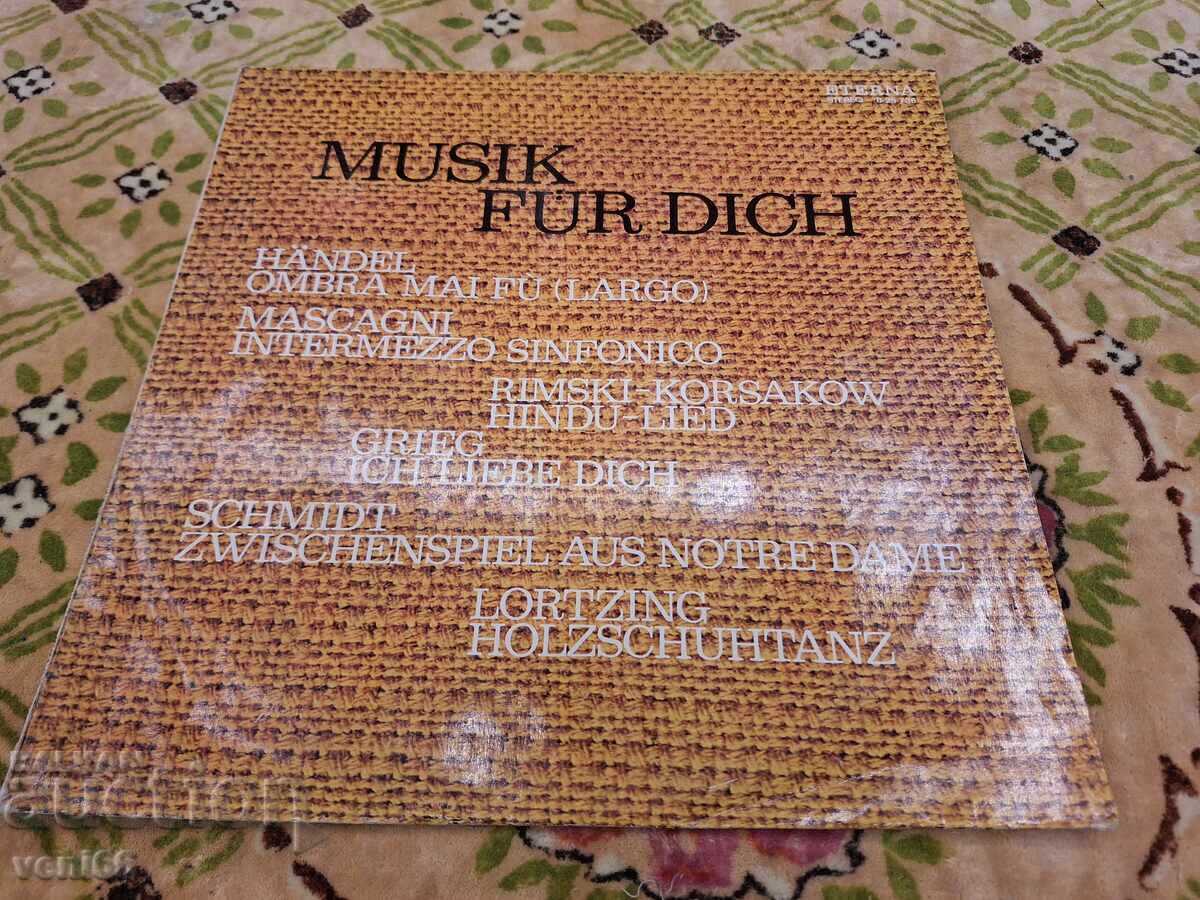 ETERNA
STEREO
MUSIK
FÜR DICH
HÄNDEL
OMBRA MAI FÙ (LARGO)
MASCAGNI
INTERMEZZO SINFONICO
RIMSKI-KORSAKOW
HINDU-LIED
GRIEG
ICH LIEBE DICH
SCHMIDT
ZWISCHENSPIEL AUS NOTRE DAME
LORTZING
HOLZSCHUHTANZ
BALKAN
auction
veni66